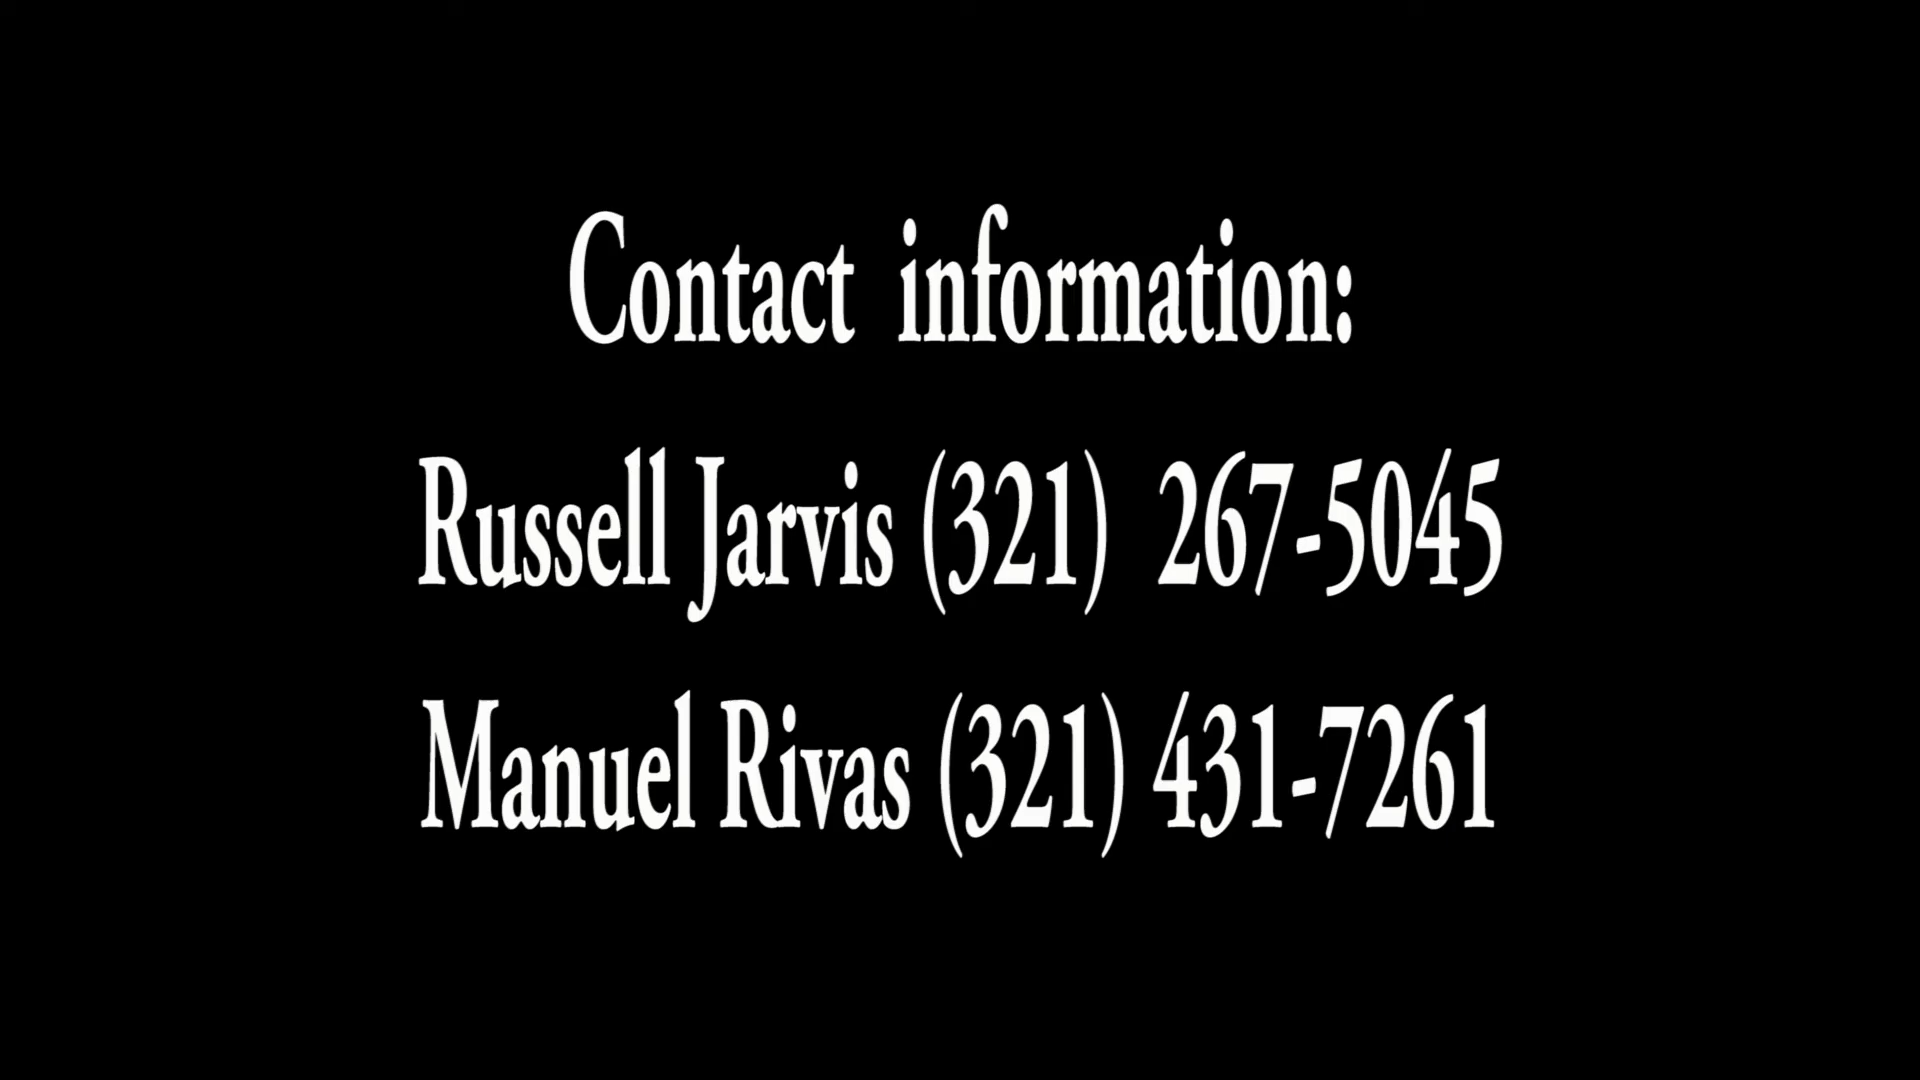 Contact information:
Russell Jarvis (321) 267-5045
Manuel Rivas (321) 431-7261